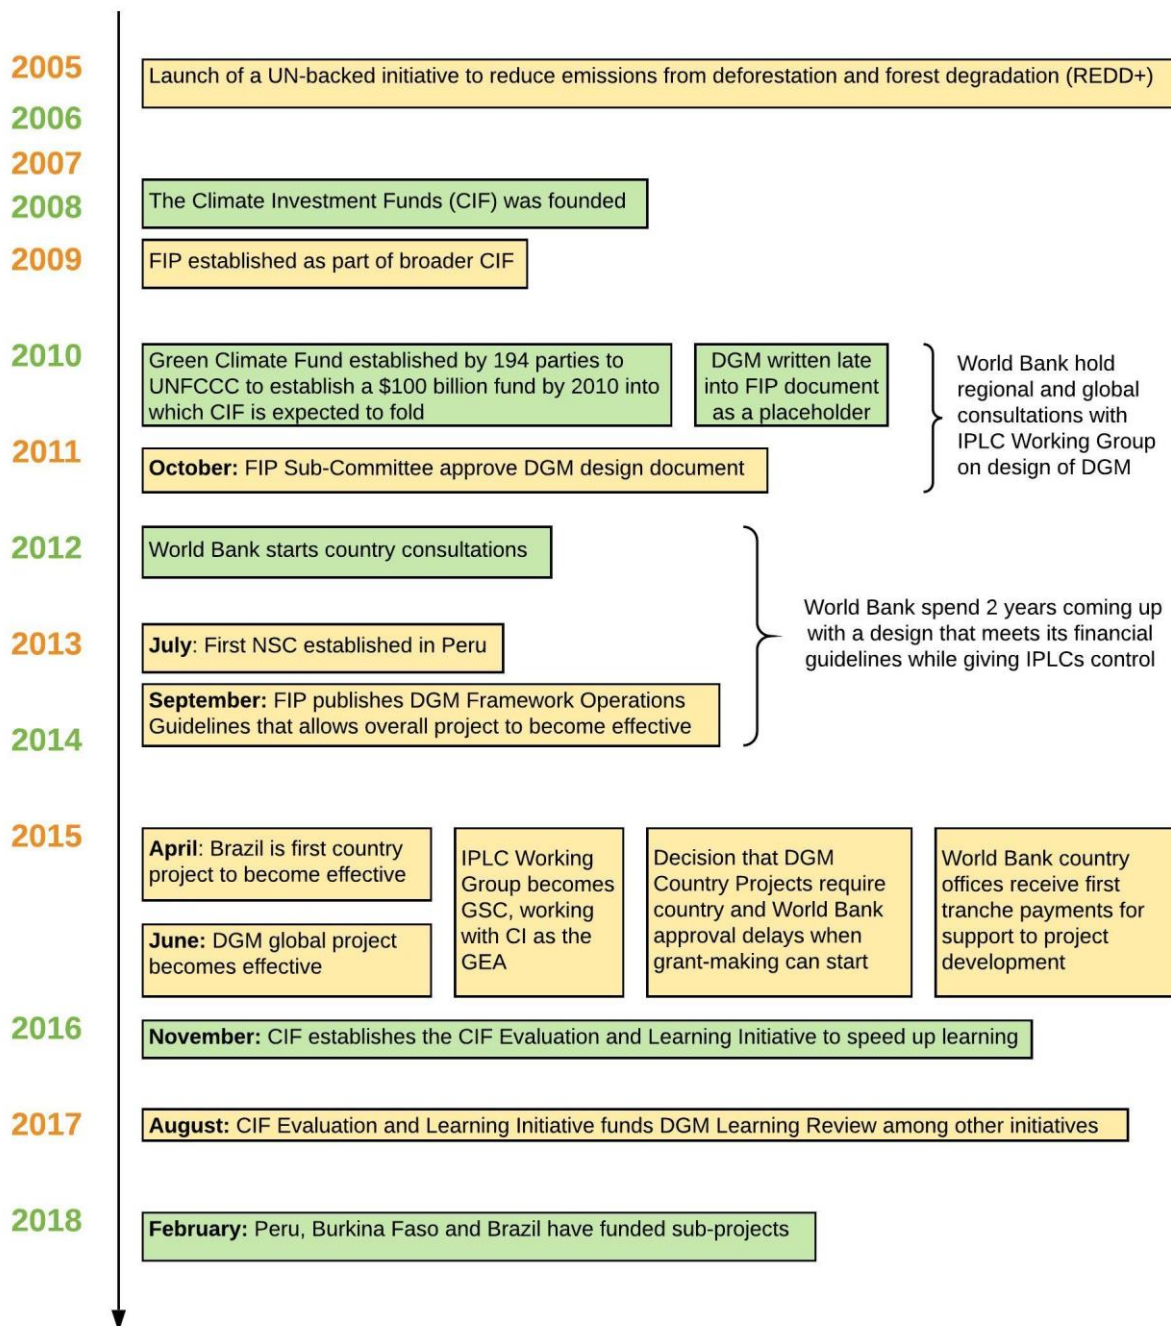 2005
Launch of a UN-backed initiative to reduce emissions from deforestation and forest degradation (REDD+)
2006
2007
2008
The Climate Investment Funds (CIF) was founded
2009
FIP established as part of broader CIF
2010
Green Climate Fund established by 194 parties to
UNFCCC to establish a $100 billion fund by 2010 into
which CIF is expected to fold
DGM written late
into FIP document
as a placeholder
World Bank hold
regional and global
consultations with
IPLC Working Group
on design of DGM
2011
October: FIP Sub-Committee approve DGM design document
2012
World Bank starts country consultations
2013
July: First NSC established in Peru
September: FIP publishes DGM Framework Operations
Guidelines that allows overall project to become effective
World Bank spend 2 years coming up
with a design that meets its financial
guidelines while giving IPLCs control
2014
2015
April: Brazil is first country
project to become effective
June: DGM global project
becomes effective
IPLC Working
Group becomes
GSC, working
with CI as the
GEA
Decision that DGM
Country Projects require
country and World Bank
approval delays when
grant-making can start
World Bank country
offices receive first
tranche payments for
support to project
development
2016
November: CIF establishes the CIF Evaluation and Learning Initiative to speed up learning
2017
August: CIF Evaluation and Learning Initiative funds DGM Learning Review among other initiatives
2018
February: Peru, Burkina Faso and Brazil have funded sub-projects